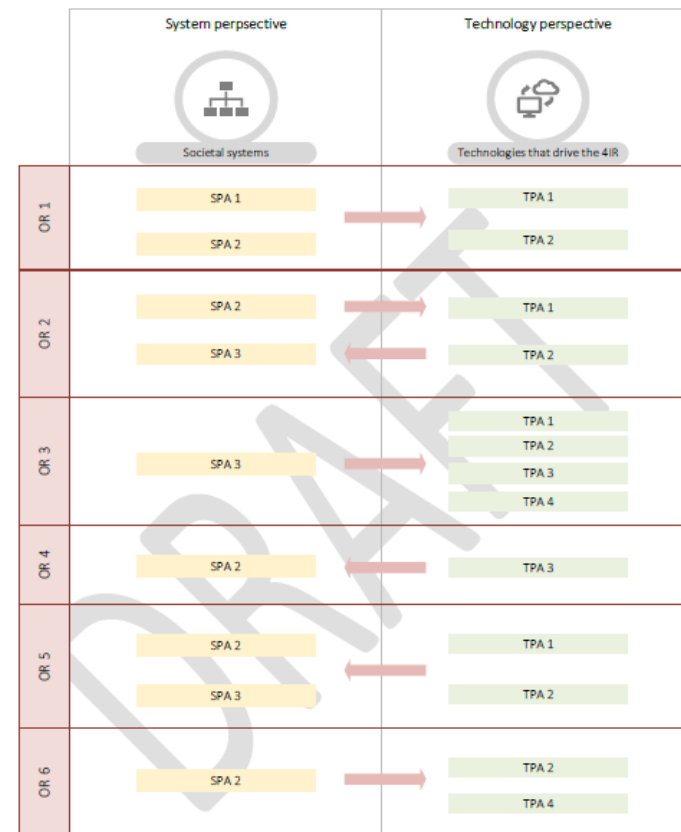 System perpsective
Technology perspective
Societal systems
Technologies that drive the 4IR
OR 1
SPA 1
TPA 1
SPA 2
TPA 2
OR 2
SPA 2
TPA 1
SPA 3
TPA 2
OR 3
SPA 3
TPA 1
TPA 2
TPA 3
TPA 4
OR 4
SPA 2
TPA 3
OR 5
SPA 2
TPA 1
SPA 3
TPA 2
OR 6
SPA 2
TPA 2
TPA 4
DRAFT